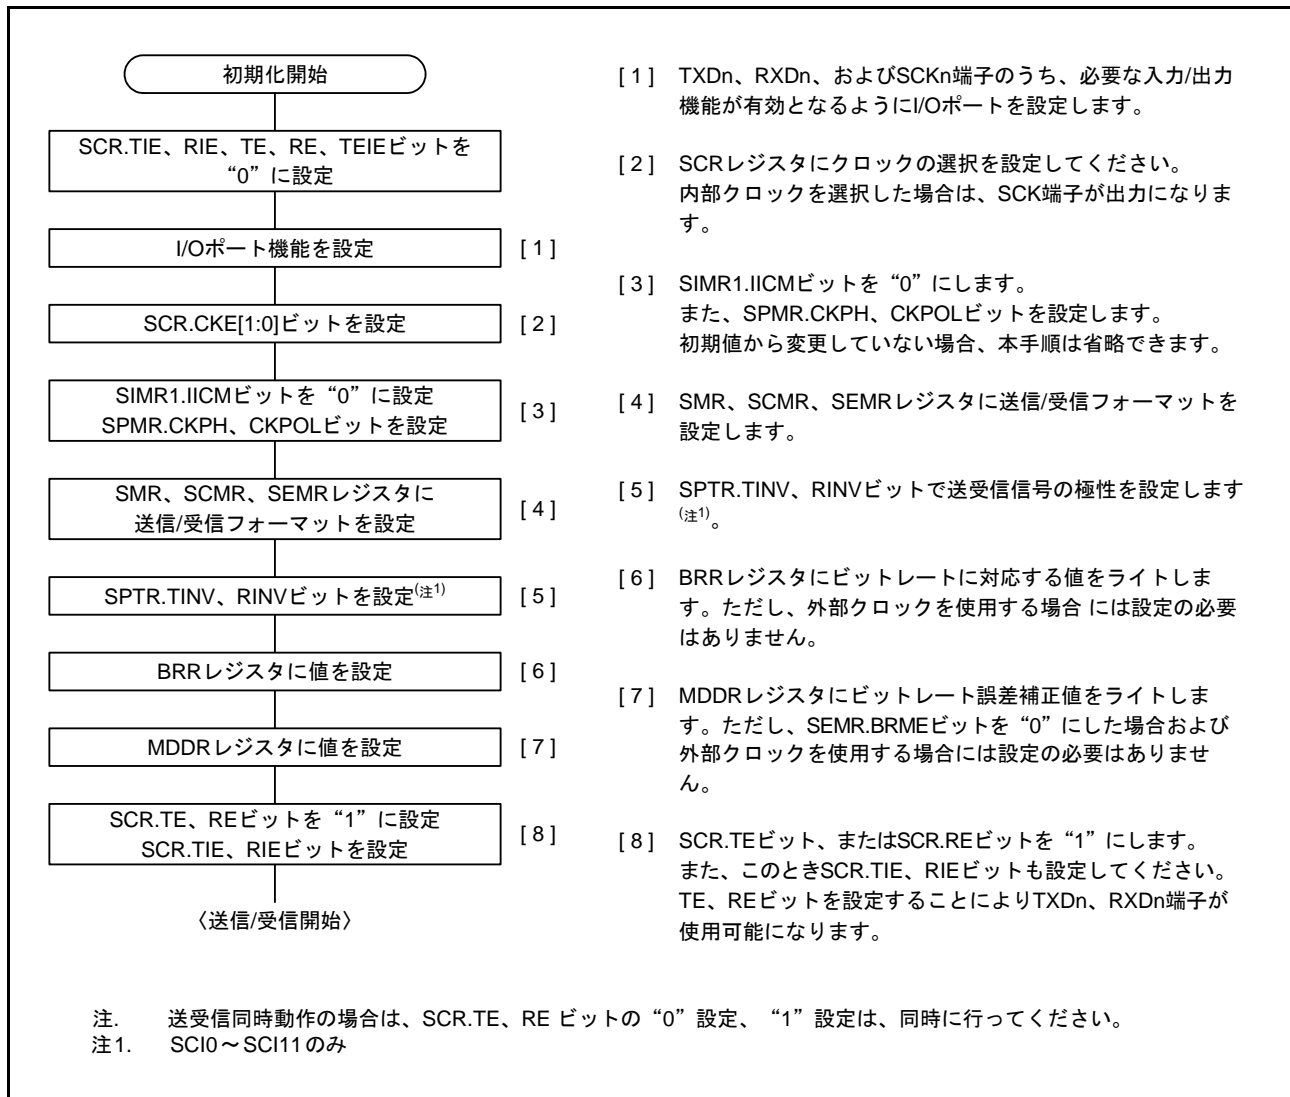 初期化開始
SCR.TIE、RIE、TE、RE、TEIEビットを
“0”に設定
I/Oポート機能を設定
[ 1 ]
SCR.CKE[1:0]ビットを設定
[ 2 ]
SIMR1.IICMビットを“0”に設定
SPMR.CKPH、CKPOLビットを設定
[ 3 ]
SMR、SCMR、SEMRレジスタに
送信/受信フォーマットを設定
[ 4 ]
SPTR.TINV、RINVビットを設定(注1)
[ 5 ]
BRRレジスタに値を設定
[ 6 ]
MDDRレジスタに値を設定
[ 7 ]
SCR.TE、REビットを“1”に設定
SCR.TIE、RIEビットを設定
[ 8 ]
〈送信/受信開始〉
[ 1 ] TXDn、RXDn、およびSCKn端子のうち、必要な入力/出力
機能が有効となるようにI/Oポートを設定します。
[ 2 ] SCRレジスタにクロックの選択を設定してください。
内部クロックを選択した場合は、SCK端子が出力になりま
す。
[ 3 ] SIMR1.IICMビットを“0”にします。
また、SPMR.CKPH、CKPOLビットを設定します。
初期値から変更していない場合、本手順は省略できます。
[ 4 ] SMR、SCMR、SEMRレジスタに送信/受信フォーマットを
設定します。
[ 5 ] SPTR.TINV、RINVビットで送受信信号の極性を設定します
(注1)。
[ 6 ] BRRレジスタにビットレートに対応する値をライトしま
す。ただし、外部クロックを使用する場合 には設定の必要
はありません。
[ 7 ] MDDRレジスタにビットレート誤差補正値をライトしま
す。ただし、SEMR.BRMEビットを“0”にした場合および
外部クロックを使用する場合には設定の必要はありませ
ん。
[ 8 ] SCR.TEビット、またはSCR.REビットを“1”にします。
また、このときSCR.TIE、RIEビットも設定してください。
TE、REビットを設定することによりTXDn、RXDn端子が
使用可能になります。
注. 送受信同時動作の場合は、SCR.TE、RE ビットの“0”設定、“1”設定は、同時に行ってください。
注1. SCI0～SCI11のみ